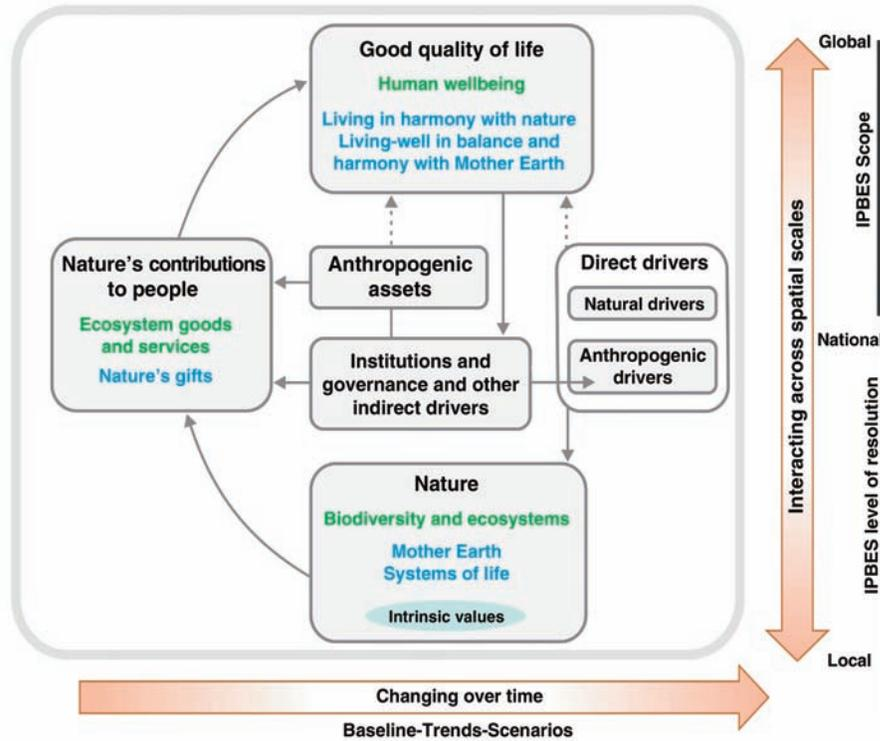 Good quality of life
Human wellbeing
Living in harmony with nature
Living-well in balance and
harmony with Mother Earth
Nature's contributions
to people
Ecosystem goods
and services
Nature's gifts
Anthropogenic
assets
Institutions and
governance and other
indirect drivers
Direct drivers
Natural drivers
Anthropogenic
drivers
Nature
Biodiversity and ecosystems
Mother Earth
Systems of life
Intrinsic values
Interacting across spatial scales
Global
IPBES Scope
National
IPBES level of resolution
Local
Changing over time
Baseline-Trends-Scenarios